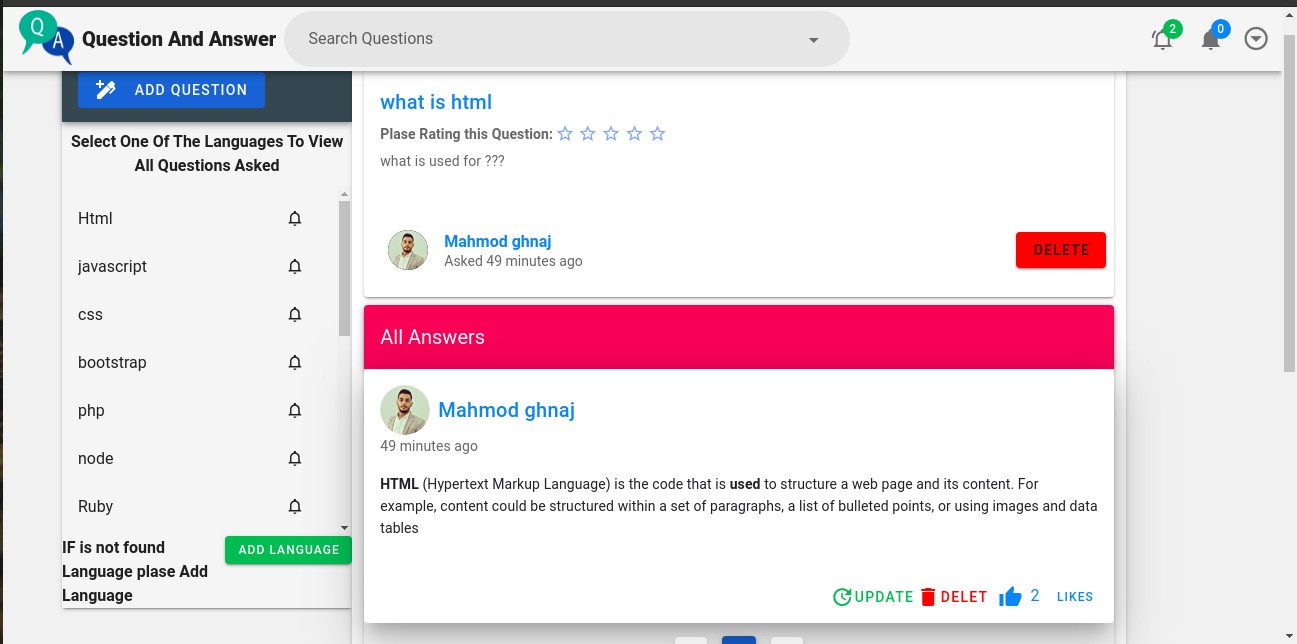 Q
A
Question And Answer
Search Questions
2
0
ADD QUESTION
Select One Of The Languages To View
All Questions Asked
Html
javascript
css
bootstrap
php
node
Ruby
IF is not found
Language plase Add
Language
ADD LANGUAGE
what is html
Plase Rating this Question:
what is used for ???
Mahmod ghnaj
Asked 49 minutes ago
DELETE
All Answers
Mahmod ghnaj
49 minutes ago
HTML (Hypertext Markup Language) is the code that is used to structure a web page and its content. For
example, content could be structured within a set of paragraphs, a list of bulleted points, or using images and data
tables
UPDATE DELET 2 LIKES